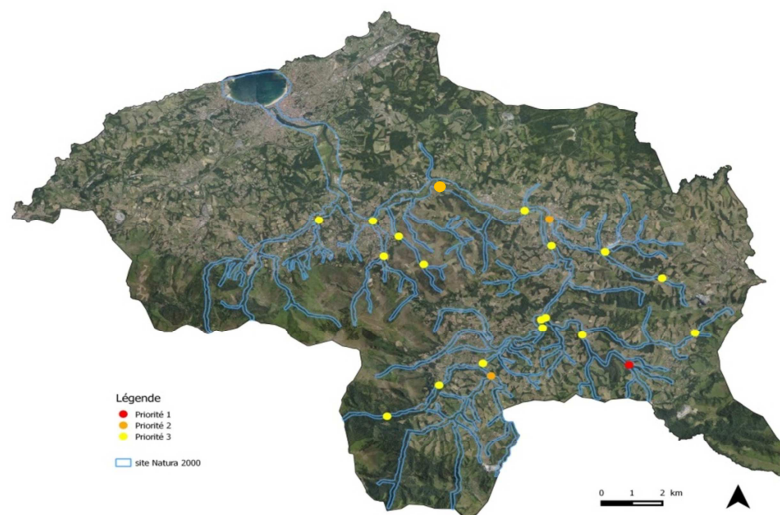 Légende
Priorité 1
Priorité 2
Priorité 3
site Natura 2000
0 1 2 km